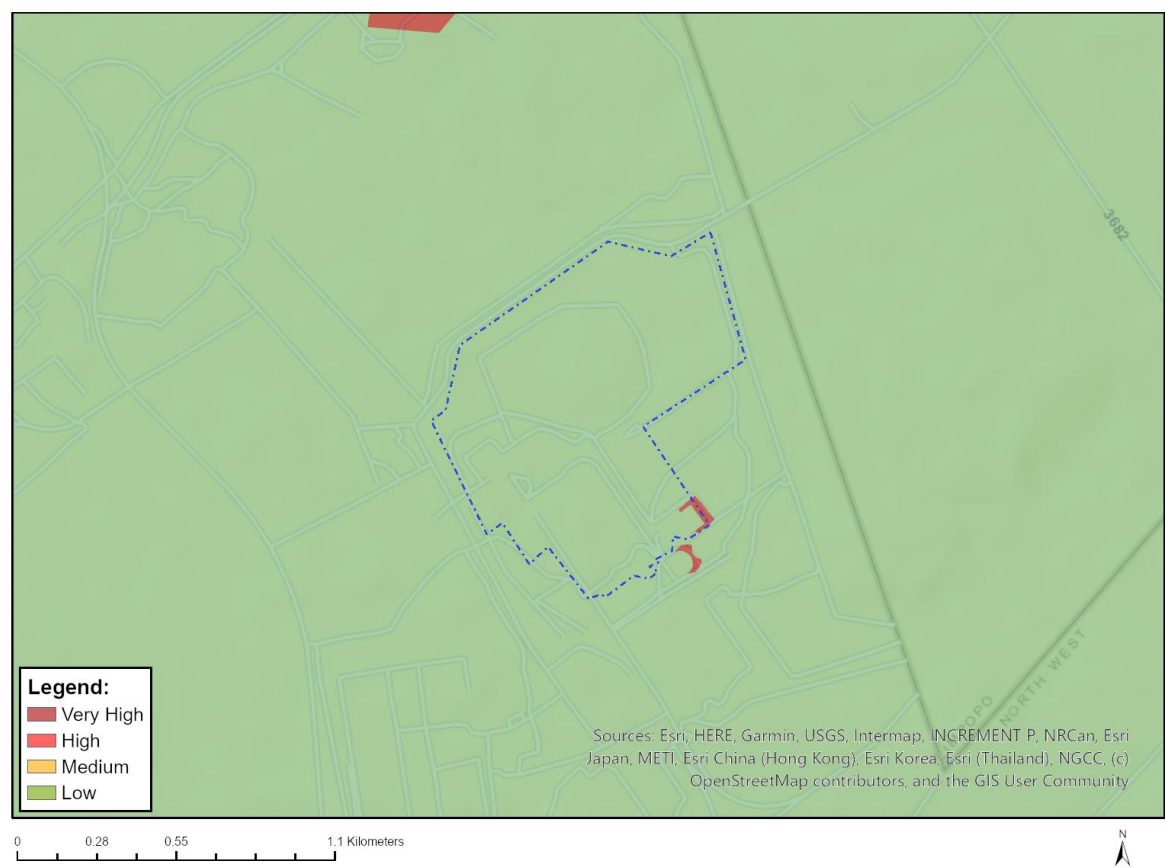 3682
NORTH WEST
Legend:
Very High
High
Medium
Low
Sources: Esri, HERE, Garmin, USGS, Intermap, INCREMENT P, NRCan, Esri
Japan, METI, Esri China (Hong Kong), Esri Korea, Esri (Thailand), NGCC, (c)
OpenStreetMap contributors, and the GIS User Community
0 0.28 0.55 1.1 Kilometers
N